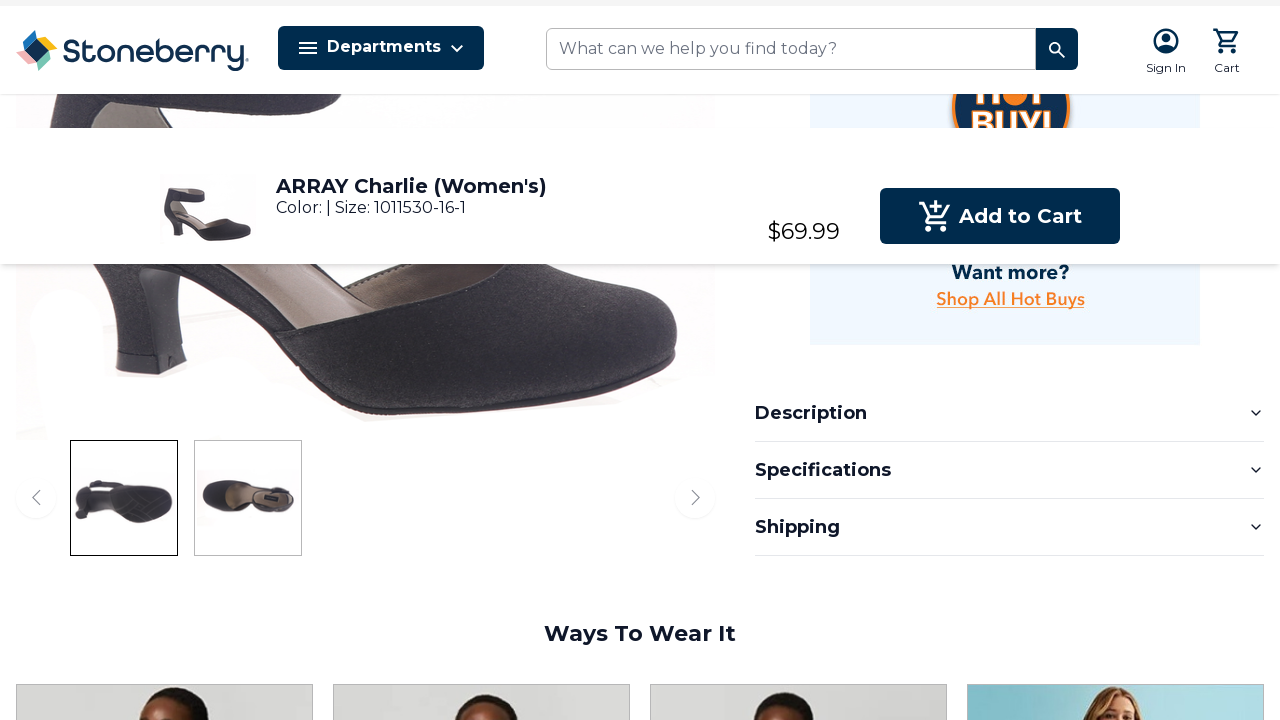 Stoneberry.
Departments
What can we help you find today?
Sign In
Cart
HOT
BUY!
ARRAY Charlie (Women's)
Color: | Size: 1011530-16-1
$69.99
Add to Cart
Want more?
Shop All Hot Buys
Description
Specifications
Shipping
Ways To Wear It